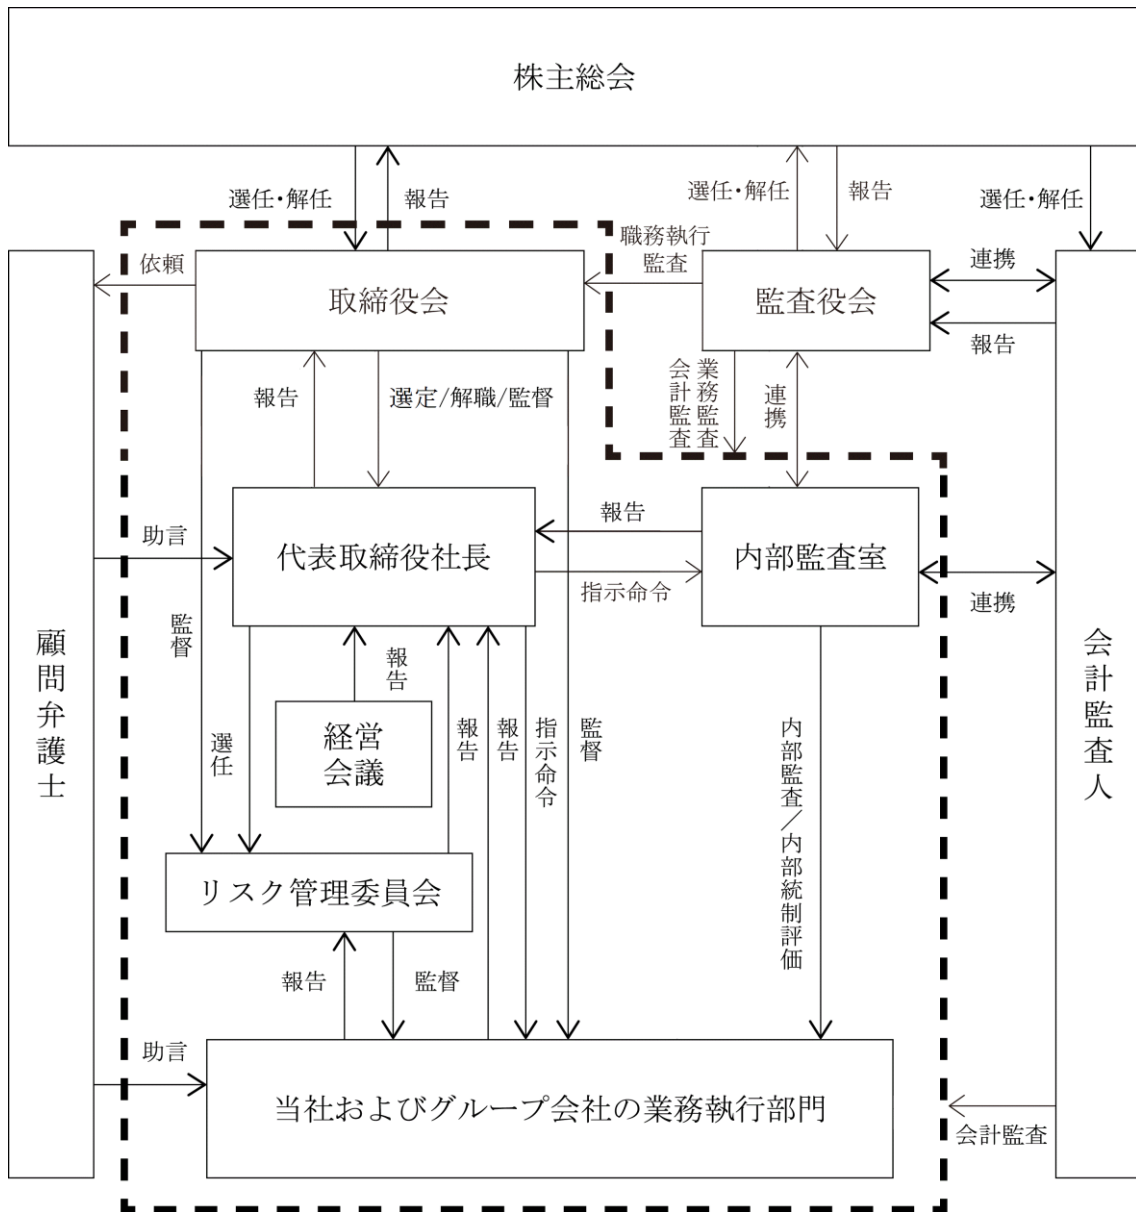 株主総会
選任・解任
報告
選任・解任
報告
選任・解任
職務執行
監査
連携
依頼
取締役会
監査役会
報告
報告
選定/解職/監督
業務監査
会計監査
連携
報告
助言
代表取締役社長
内部監査室
指示命令
連携
監督
顧問弁護士
会計監査人
報告
経営
会議
選任
報告
報告
指示命令
監督
内部監査／内部統制評価
リスク管理委員会
報告
監督
助言
当社およびグループ会社の業務執行部門
会計監査